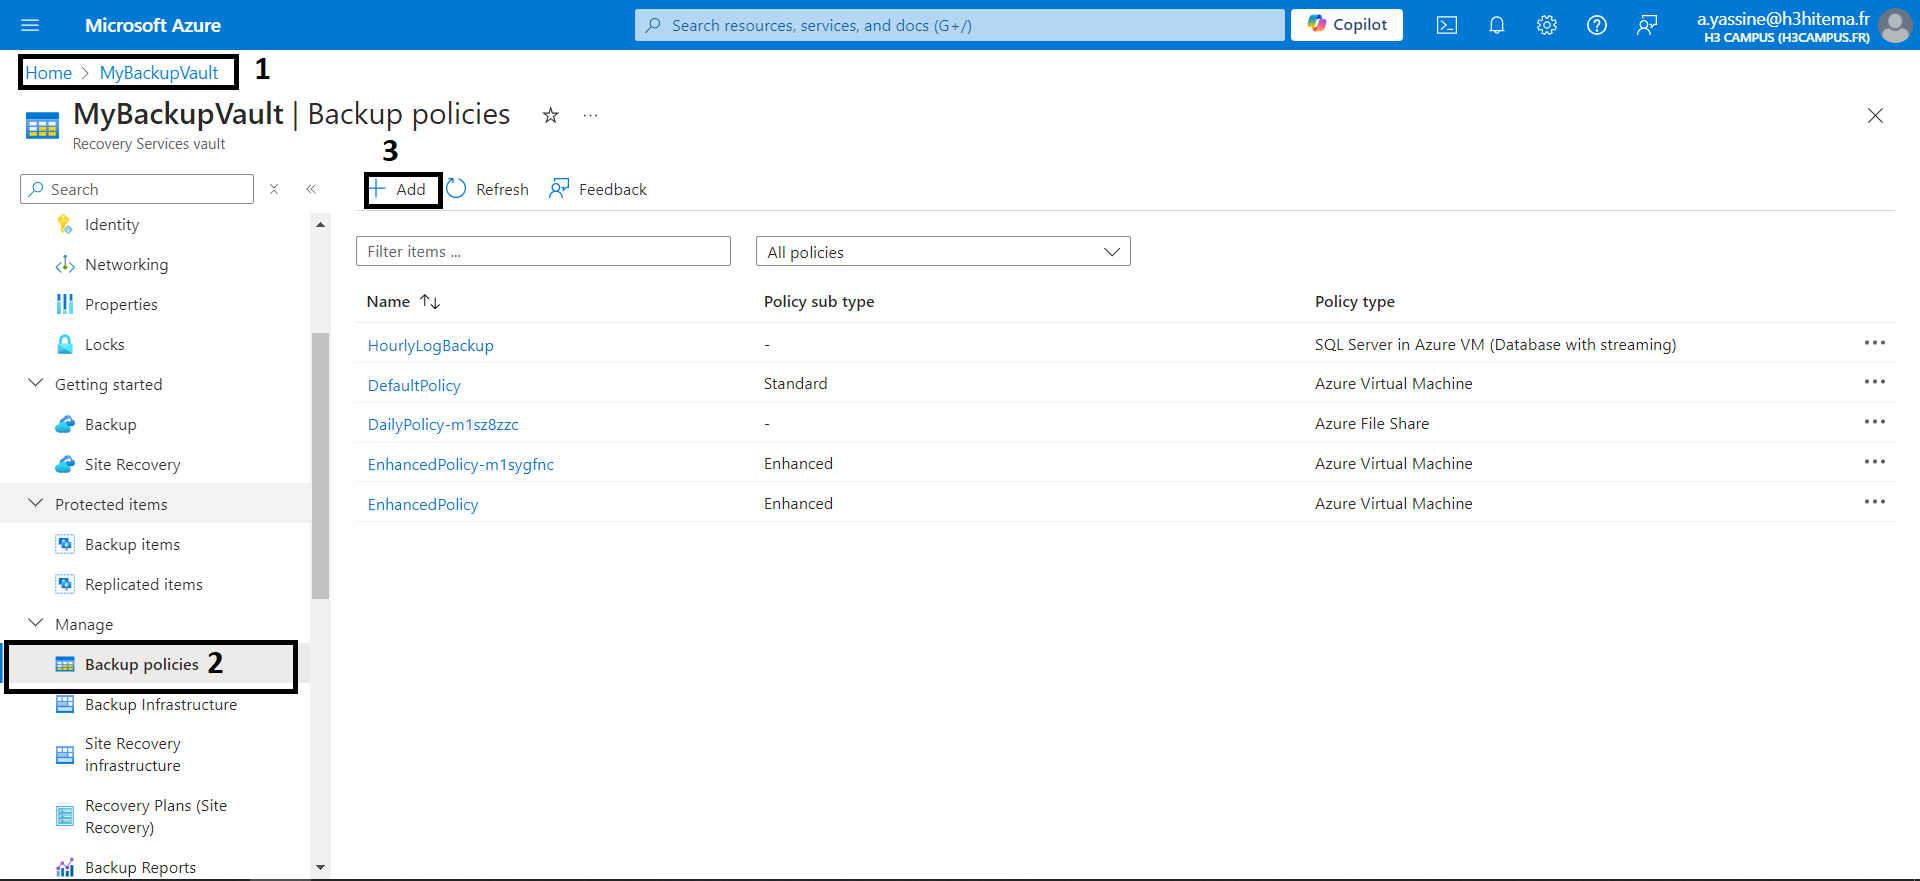 Microsoft Azure
Search resources, services, and docs (G+/)
Copilot
a.yassine@h3hitema.fr
H3 CAMPUS (H3CAMPUS.FR)
Home > MyBackupVault 1
MyBackupVault | Backup policies
Recovery Services vault
3
Search
Add Refresh Feedback
Identity
Networking
Properties
Locks
Getting started
Backup
Site Recovery
Protected items
Backup items
Replicated items
Manage
Backup policies 2
Backup Infrastructure
Site Recovery
infrastructure
Recovery Plans (Site
Recovery)
Backup Reports
Filter items ...
All policies
Name Policy sub type Policy type
HourlyLogBackup - SQL Server in Azure VM (Database with streaming)
DefaultPolicy Standard Azure Virtual Machine
DailyPolicy-m1sz8zzc - Azure File Share
EnhancedPolicy-m1sygfnc Enhanced Azure Virtual Machine
EnhancedPolicy Enhanced Azure Virtual Machine